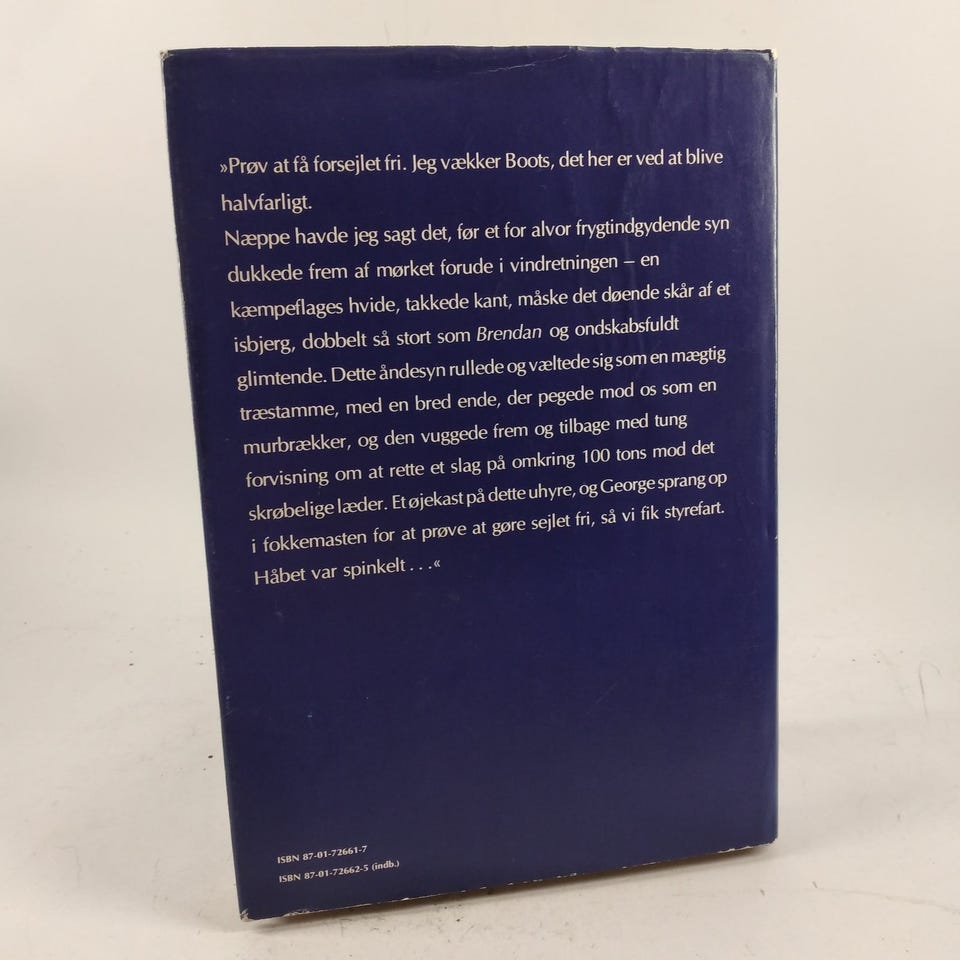 »Prøv at få forsejlet fri. Jeg vækker Boots, det her er ved at blive
halvfarligt.
Næppe havde jeg sagt det, før et for alvor frygtindgydende syn
dukkede frem af mørket forude i vindretningen – en
kæmpeflages hvide, takkede kant, måske det døende skår af et
isbjerg, dobbelt så stort som Brendan og ondskabsfuldt
glimtende. Dette åndesyn rullede og væltede sig som en mægtig
træstamme, med en bred ende, der pegede mod os som en
murbrækker, og den vuggede frem og tilbage med tung
forvisning om at rette et slag på omkring 100 tons mod det
skrøbelige læder. Et øjekast på dette uhyre, og George sprang op
i fokkemasten for at prøve at gøre sejlet fri, så vi fik styrefart.
Håbet var spinkelt . . .«
ISBN 87-01-72661-7
ISBN 87-01-72662-5 (indb.)